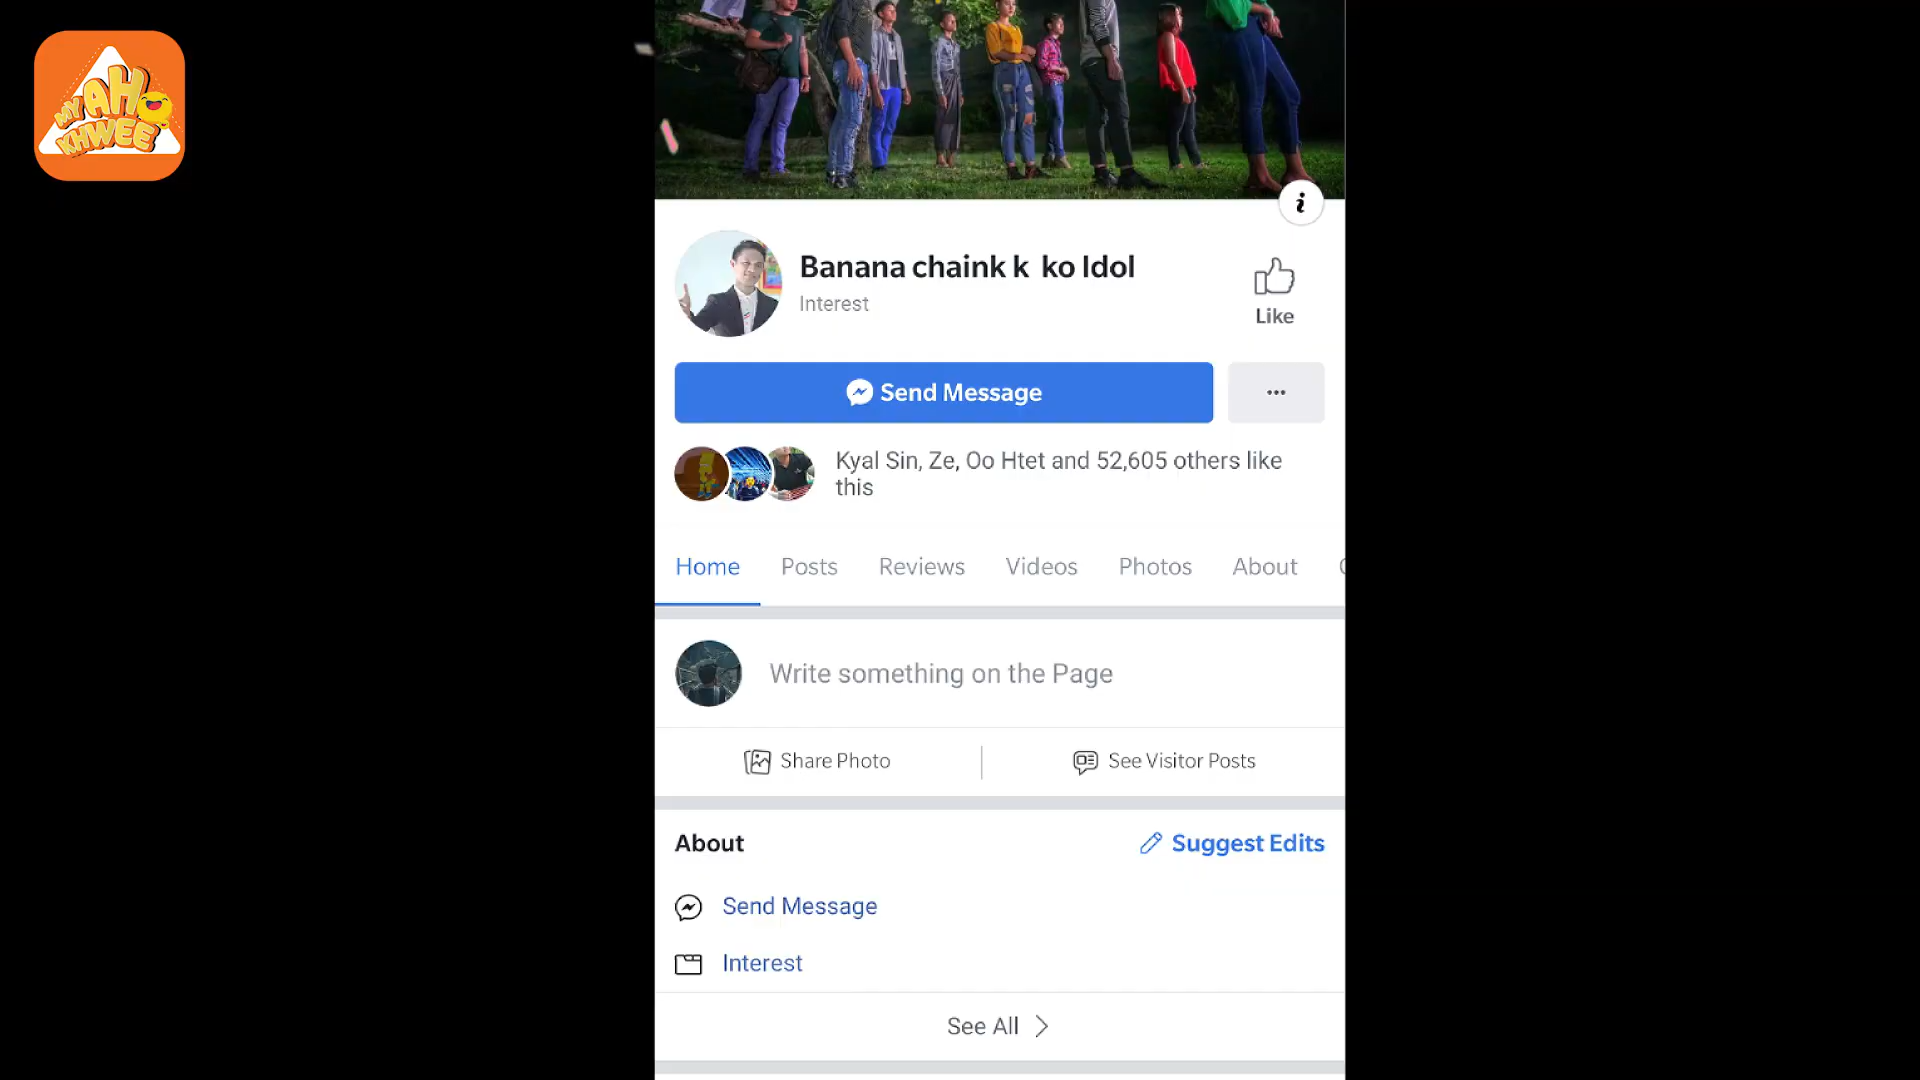 MY AH
KHWEE
Banana chaink k ko Idol
Interest
Like
Send Message
Kyal Sin, Ze, Oo Htet and 52,605 others like
this
Home Posts Reviews Videos Photos About
Write something on the Page
Share Photo
See Visitor Posts
About
Suggest Edits
Send Message
Interest
See All